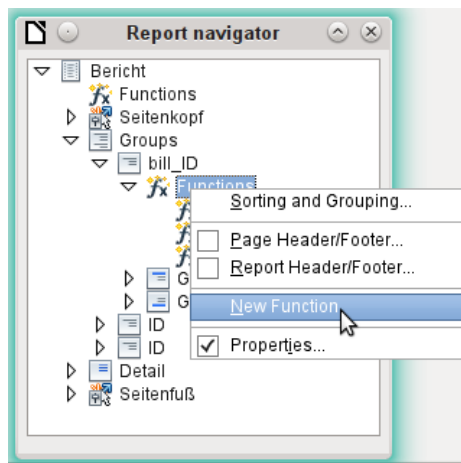 Report navigator
Bericht
Functions
Seitenkopf
Groups
bill_ID
Functions
Sorting and Grouping...
Page Header/Footer...
G
Report Header/Footer...
G
New Function
ID
ID
Properties...
Detail
Seitenfuß